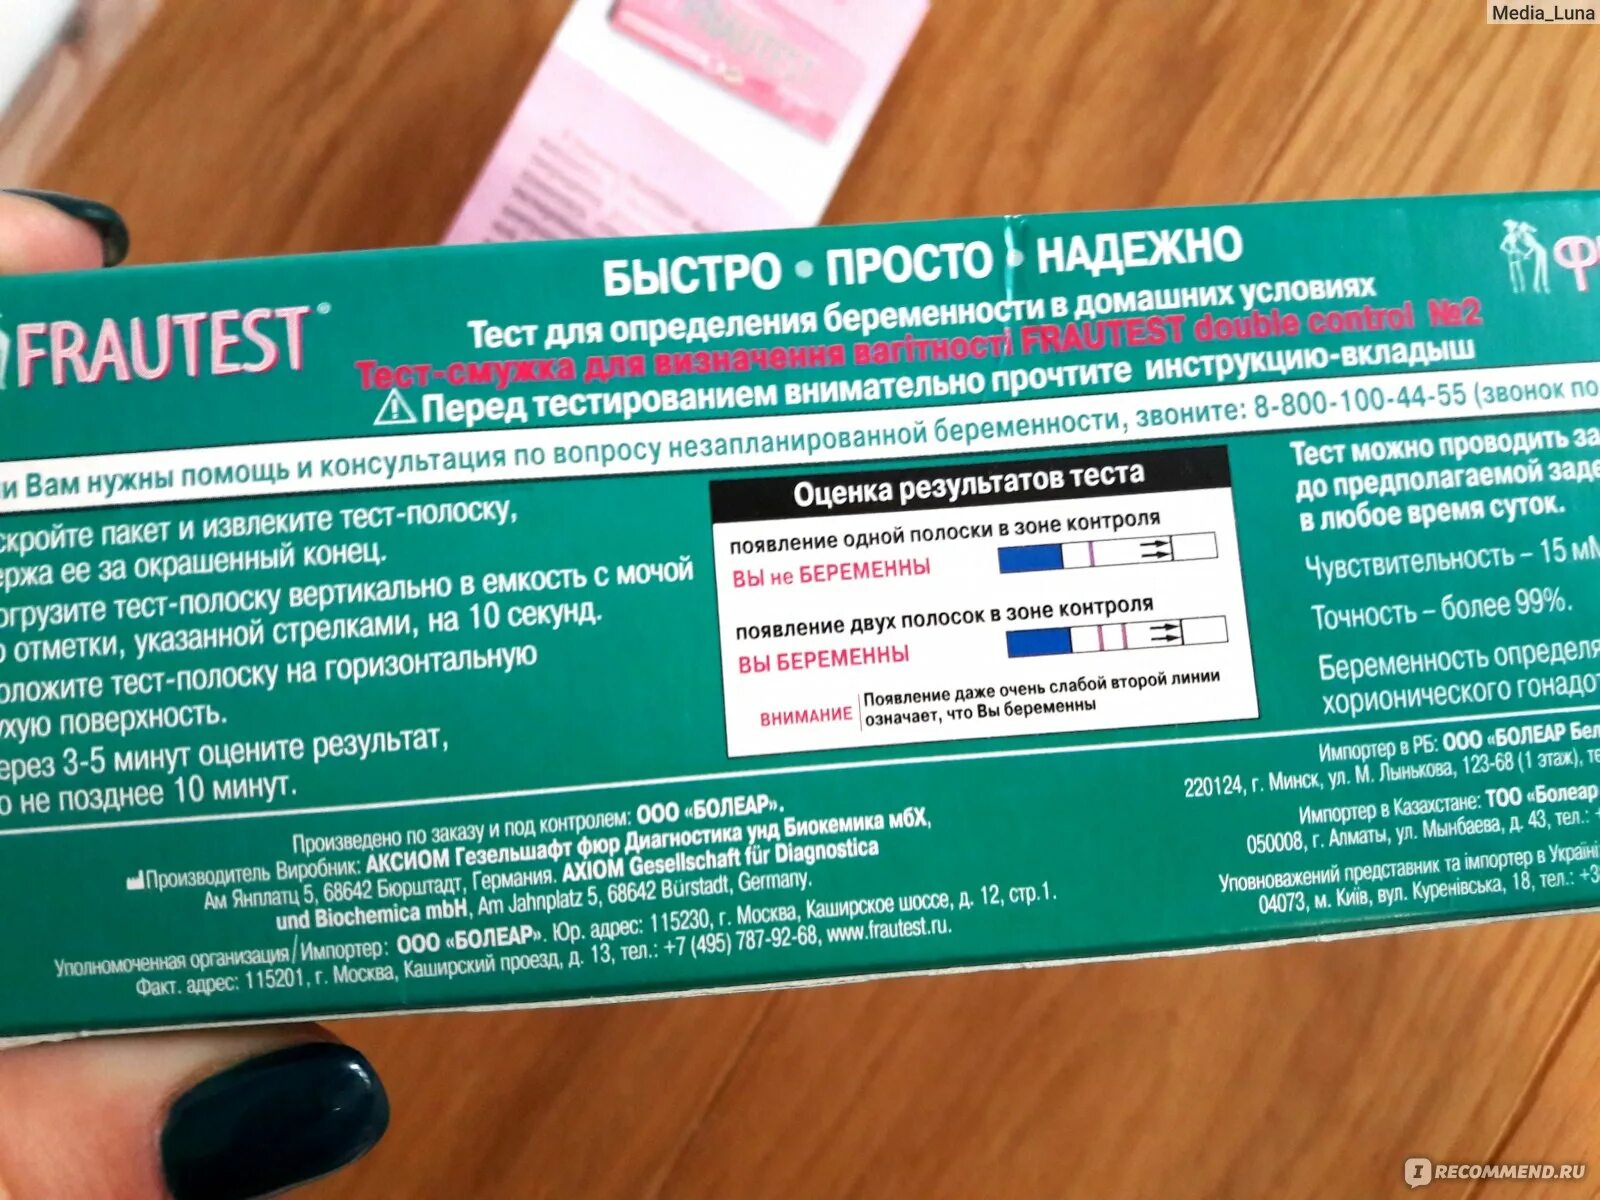 Media_Luna
FRAUTEST
FRAUTEST®
БЫСТРО • ПРОСТО • НАДЕЖНО
Тест для определения беременности в домашних условиях
Тест-смужка для визначення вагітності FRAUTEST double control №2
Перед тестированием внимательно прочтите инструкцию-вкладыш
и Вам нужны помощь и консультация по вопросу незапланированной беременности, звоните: 8-800-100-44-55 (звонок по
скройте пакет и извлеките тест-полоску,
ержа ее за окрашенный конец.
огрузите тест-полоску вертикально в емкость с мочой
о отметки, указанной стрелками, на 10 секунд.
оложите тест-полоску на горизонтальную
ухую поверхность.
ерез 3-5 минут оцените результат,
о не позднее 10 минут.
Оценка результатов теста
появление одной полоски в зоне контроля
ВЫ не БЕРЕМЕННЫ
появление двух полосок в зоне контроля
ВЫ БЕРЕМЕННЫ
ВНИМАНИЕ
Появление даже очень слабой второй линии
означает, что Вы беременны
Тест можно проводить за
до предполагаемой заде
в любое время суток.
Чувствительность – 15 мМ
Точность – более 99%.
Беременность определя
хорионического гонадот
Произведено по заказу и под контролем: ООО «БОЛЕАР».
Производитель Виробник: АКСИОМ Гезельшафт фюр Диагностика унд Биокемика мбХ,
Ам Янплатц 5, 68642 Бюрштадт, Германия. AXIOM Gesellschaft für Diagnostica
und Biochemica mbH, Am Jahnplatz 5, 68642 Bürstadt, Germany.
Уполномоченная организация/Импортер: ООО «БОЛЕАР». Юр. адрес: 115230, г. Москва, Каширское шоссе, д. 12, стр.1.
Факт. адрес: 115201, г. Москва, Каширский проезд, д. 13, тел.: +7 (495) 787-92-68, www.frautest.ru.
Импортер в РБ: ООО «БОЛЕАР Бел
220124, г. Минск, ул. М. Лынькова, 123-68 (1 этаж), те
Импортер в Казахстане: ТОО «Болеар
050008, г. Алматы, ул. Мынбаева, д. 43, тел.: +
Уповноважений представник та імпортер в Україні
04073, м. Київ, вул. Куренівська, 18, тел.: +3
IRECOMMEND.RU